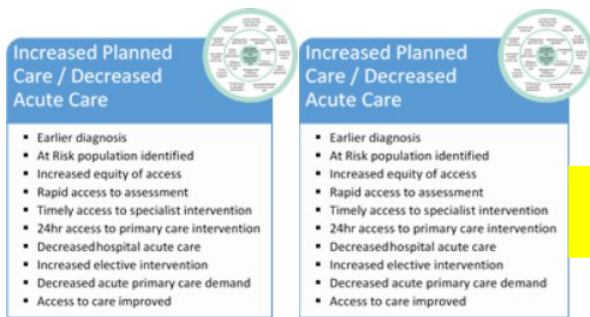 Increased Planned
Care / Decreased
Acute Care
▪ Earlier diagnosis
▪ At Risk population identified
▪ Increased equity of access
▪ Rapid access to assessment
▪ Timely access to specialist intervention
▪ 24hr access to primary care intervention
▪ Decreased hospital acute care
▪ Increased elective intervention
▪ Decreased acute primary care demand
▪ Access to care improved
Increased Planned
Care / Decreased
Acute Care
▪ Earlier diagnosis
▪ At Risk population identified
▪ Increased equity of access
▪ Rapid access to assessment
▪ Timely access to specialist intervention
▪ 24hr access to primary care intervention
▪ Decreased hospital acute care
▪ Increased elective intervention
▪ Decreased acute primary care demand
▪ Access to care improved